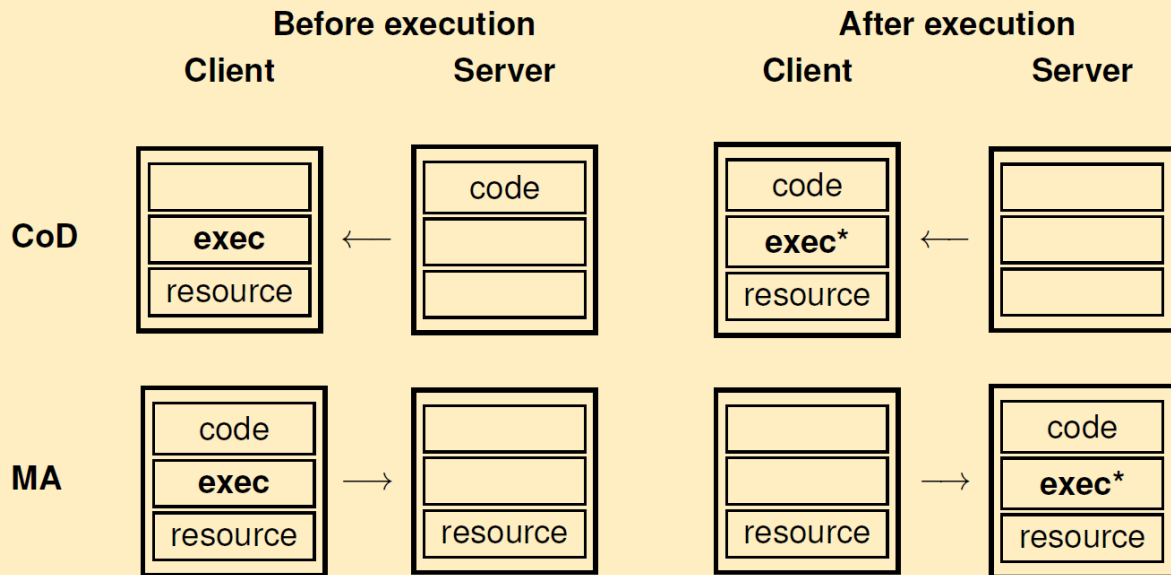 Before execution After execution
Client Server Client Server
code code
CoD exec ← exec* ←
resource resource
code code
MA exec → → exec*
resource resource resource resource